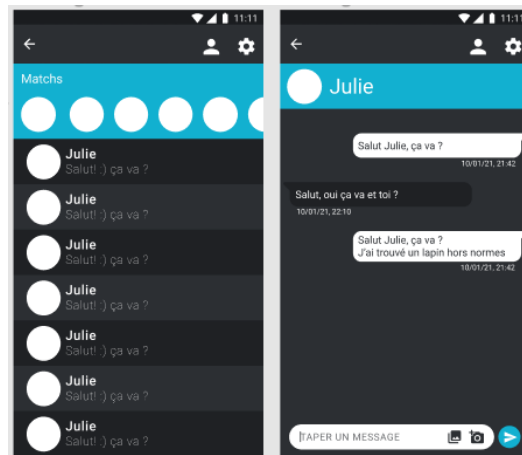 11:11
Matchs
Julie
Salut! :) ça va ?
Julie
Salut! :) ça va ?
Julie
Salut! :) ça va ?
Julie
Salut! :) ça va ?
Julie
Salut! :) ça va ?
Julie
Salut! :) ça va ?
Julie
Salut! :) ça va ?
11:11
Julie
Salut Julie, ça va ?
10/01/21, 21:42
Salut, oui ça va et toi ?
10/01/21, 22:10
Salut Julie, ça va ?
J'ai trouvé un lapin hors normes
10/01/21, 21:42
TAPER UN MESSAGE